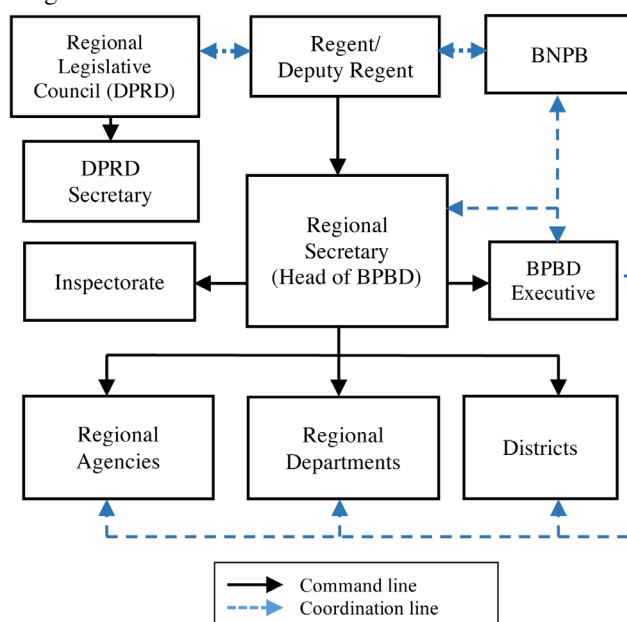 Regional
Legislative
Council (DPRD)
Regent/
Deputy Regent
BNPB
DPRD
Secretary
Regional
Secretary
(Head of BPBD)
Inspectorate
BPBD
Executive
Regional
Agencies
Regional
Departments
Districts
Command line
Coordination line